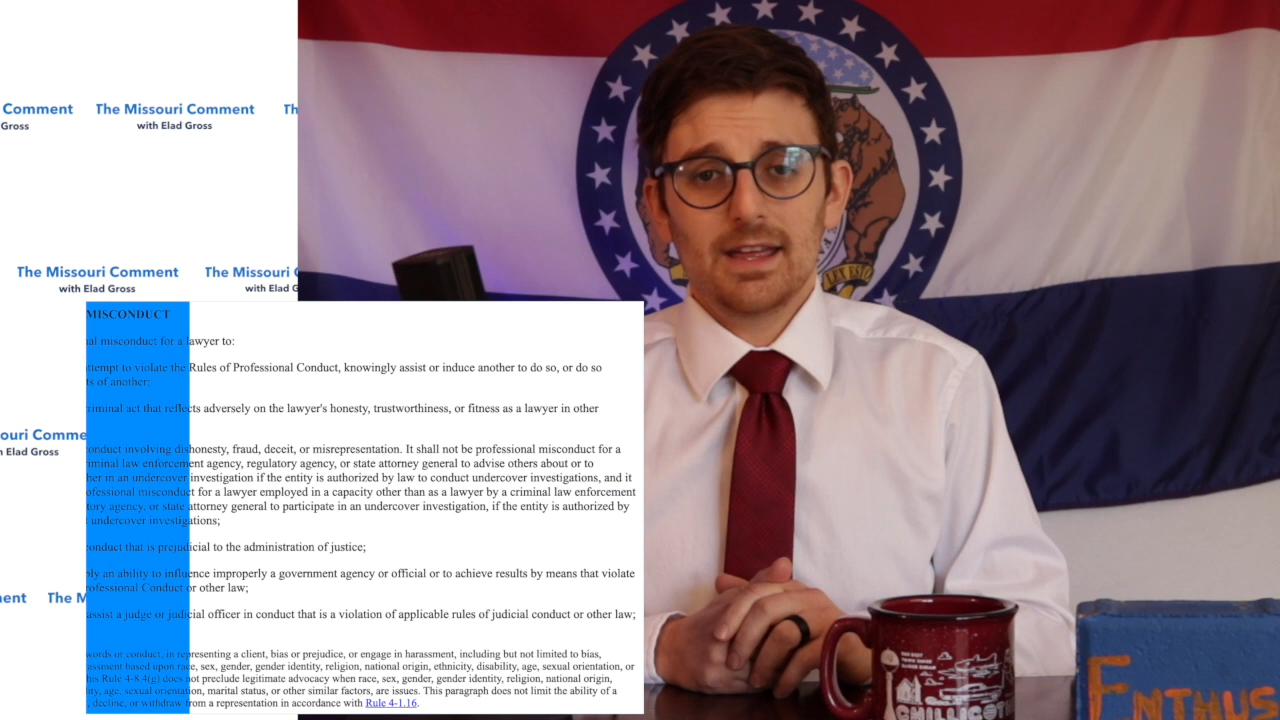 Comment
The Missouri Comment
Th
Gross
with Elad Gross
The Missouri Comment
The Missouri
with Elad Gross
with Elad G
MISCONDUCT
al misconduct for a lawyer to:
attempt to violate the Rules of Professional Conduct, knowingly assist or induce another to do so, or do so
ts of another;
criminal act that reflects adversely on the lawyer's honesty, trustworthiness, or fitness as a lawyer in other
ouri Comme
h Elad Gross
conduct involving dishonesty, fraud, deceit, or misrepresentation. It shall not be professional misconduct for a
iminal law enforcement agency, regulatory agency, or state attorney general to advise others about or to
her in an undercover investigation if the entity is authorized by law to conduct undercover investigations, and it
ofessional misconduct for a lawyer employed in a capacity other than as a lawyer by a criminal law enforcement
tory agency, or state attorney general to participate in an undercover investigation, if the entity is authorized by
undercover investigations;
conduct that is prejudicial to the administration of justice;
ply an ability to influence improperly a government agency or official or to achieve results by means that violate
rofessional Conduct or other law;
ent
The M
assist a judge or judicial officer in conduct that is a violation of applicable rules of judicial conduct or other law;
words or conduct, in representing a client, bias or prejudice, or engage in harassment, including but not limited to bias,
assment based upon race, sex, gender, gender identity, religion, national origin, ethnicity, disability, age, sexual orientation, or
his Rule 4-8.4(g) does not preclude legitimate advocacy when race, sex, gender, gender identity, religion, national origin,
ity, age, sexual orientation, marital status, or other similar factors, are issues. This paragraph does not limit the ability of a
, decline, or withdraw from a representation in accordance with Rule 4-1.16.
CHILLICOT
ENTHUS